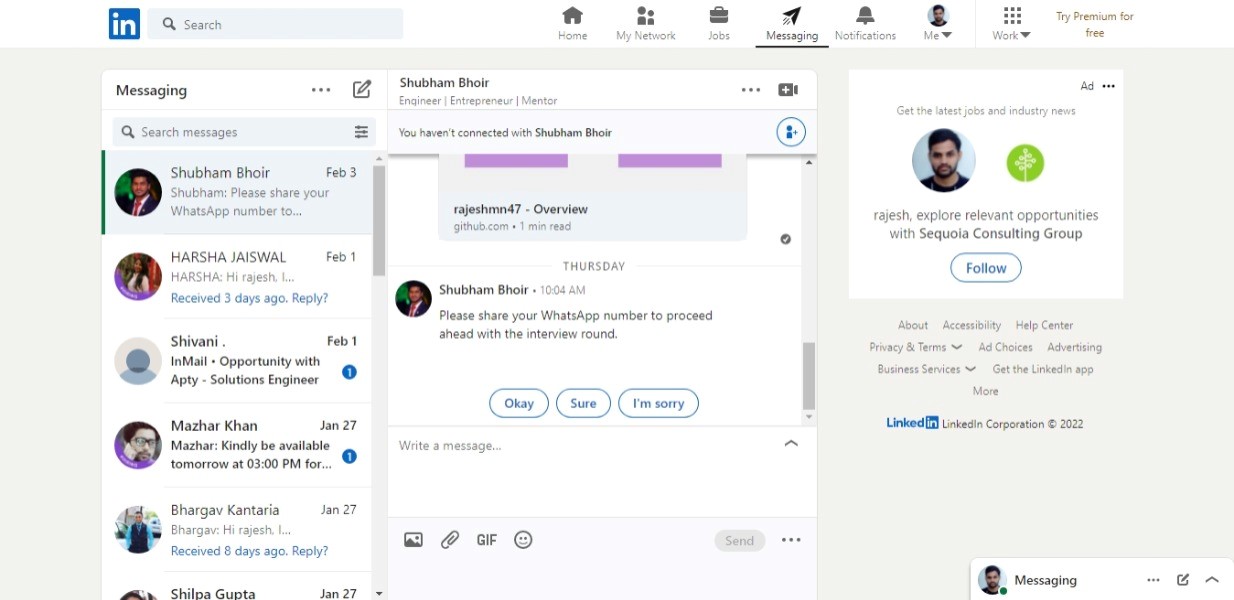 in
Search
Home
My Network
Jobs
Messaging
Notifications
Me
Work
Try Premium for
free
Messaging
Search messages
Shubham Bhoir Feb 3
Shubham: Please share your
WhatsApp number to...
HARSHA JAISWAL Feb 1
HARSHA: Hi rajesh, I...
Received 3 days ago. Reply?
Shivani . Feb 1
InMail • Opportunity with
Apty - Solutions Engineer
1
Mazhar Khan Jan 27
Mazhar: Kindly be available
tomorrow at 03:00 PM for...
1
Bhargav Kantaria Jan 27
Bhargav: Hi rajesh, I...
Received 8 days ago. Reply?
Shilpa Gupta Jan 27
Shubham Bhoir
Engineer | Entrepreneur | Mentor
You haven't connected with Shubham Bhoir
rajeshmn47 - Overview
github.com • 1 min read
THURSDAY
Shubham Bhoir • 10:04 AM
Please share your WhatsApp number to proceed
ahead with the interview round.
Okay Sure I'm sorry
Write a message...
GIF
Send
Ad
Get the latest jobs and industry news
rajesh, explore relevant opportunities
with Sequoia Consulting Group
Follow
About Accessibility Help Center
Privacy & Terms Ad Choices Advertising
Business Services Get the LinkedIn app
More
LinkedIn LinkedIn Corporation © 2022
Messaging